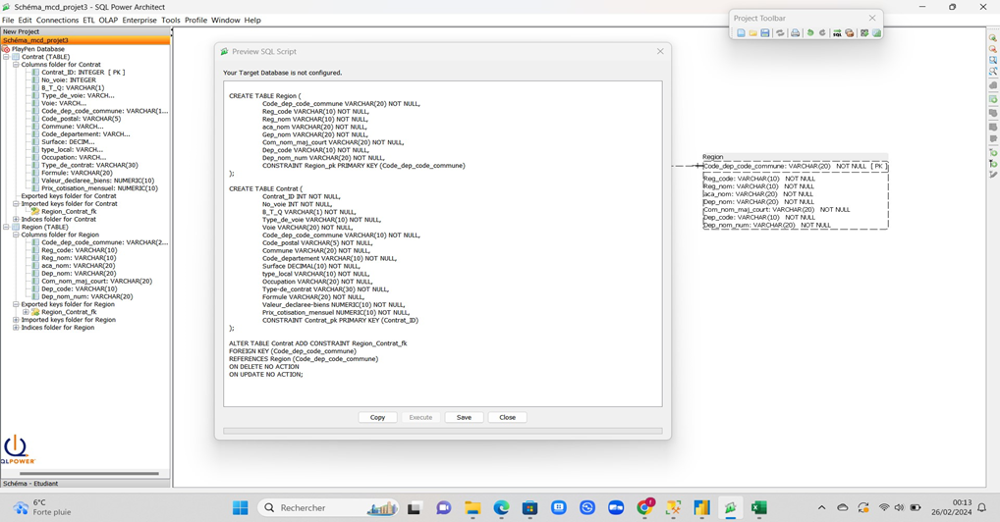 Schéma_mcd_projet3 - SQL Power Architect
File Edit Connections ETL OLAP Enterprise Tools Profile Window Help
New Project
Schéma_mcd_projet3
PlayPen Database
Contrat (TABLE)
Columns folder for Contrat
Contrat_ID: INTEGER [ PK ]
No_voie: INTEGER
B_T_Q: VARCHAR(1)
Type_de_voie: VARCH...
Voie: VARCH...
Code_dep_code_commune: VARCHAR(1...
Code_postal: VARCHAR(5)
Commune: VARCH...
Code_departement: VARCH...
Surface: DECIM...
type_local: VARCH...
Occupation: VARC...
Type_de_contrat: VARCHAR(30)
Formule: VARCHAR(20)
Valeur_declaree_biens: NUMERIC(10)
Prix_cotisation_mensuel: NUMERIC(10)
Exported keys folder for Contrat
Imported keys folder for Contrat
Region_Contrat_fk
Indices folder for Contrat
Region (TABLE)
Columns folder for Region
Code_dep_code_commune: VARCHAR(2...
Reg_code: VARCHAR(10)
Reg_nom: VARCHAR(10)
aca_nom: VARCHAR(20)
Dep_nom: VARCHAR(20)
Com_nom_maj_court: VARCHAR(20)
Dep_code: VARCHAR(10)
Dep_nom_num: VARCHAR(20)
Exported keys folder for Region
Region_Contrat_fk
Imported keys folder for Region
Indices folder for Region
QLPOWER
Schéma - Etudiant
Preview SQL Script
Your Target Database is not configured.
CREATE TABLE Region (
Code_dep_code_commune VARCHAR(20) NOT NULL,
Reg_code VARCHAR(10) NOT NULL,
Reg_nom VARCHAR(10) NOT NULL,
aca_nom VARCHAR(20) NOT NULL,
Gep_nom VARCHAR(20) NOT NULL,
Com_nom_maj_court VARCHAR(20) NOT NULL,
Dep_code VARCHAR(10) NOT NULL,
Dep_nom_num VARCHAR(20) NOT NULL,
CONSTRAINT Region_pk PRIMARY KEY (Code_dep_code_commune)
);
CREATE TABLE Contrat (
Contrat_ID INT NOT NULL,
No_voie INT NOT NULL,
B_T_Q VARCHAR(1) NOT NULL,
Type_de_voie VARCHAR(10) NOT NULL,
Voie VARCHAR(20) NOT NULL,
Code_dep_code_commune VARCHAR(10) NOT NULL,
Code_postal VARCHAR(5) NOT NULL,
Commune VARCHAR(20) NOT NULL,
Code_departement VARCHAR(10) NOT NULL,
Surface DECIMAL(10) NOT NULL,
type_local VARCHAR(10) NOT NULL,
Occupation VARCHAR(20) NOT NULL,
Type-de_contrat VARCHAR(30) NOT NULL,
Formule VARCHAR(20) NOT NULL,
Valeur_declaree-biens NUMERIC(10) NOT NULL,
Prix_cotisation_mensuel NUMERIC(10) NOT NULL,
CONSTRAINT Contrat_pk PRIMARY KEY (Contrat_ID)
);
ALTER TABLE Contrat ADD CONSTRAINT Region_Contrat_fk
FOREIGN KEY (Code_dep_code_commune)
REFERENCES Region (Code_dep_code_commune)
ON DELETE NO ACTION
ON UPDATE NO ACTION;
Copy Execute Save Close
Project Toolbar
SQL
Region
Code_dep_code_commune: VARCHAR(20) NOT NULL [ PK ]
Reg_code: VARCHAR(10) NOT NULL
Reg_nom: VARCHAR(10) NOT NULL
aca_nom: VARCHAR(20) NOT NULL
Dep_nom: VARCHAR(20) NOT NULL
Com_nom_maj_court: VARCHAR(20) NOT NULL
Dep_code: VARCHAR(10) NOT NULL
Dep_nom_num: VARCHAR(20) NOT NULL
6°C
Forte pluie
Rechercher
00:13
26/02/2024